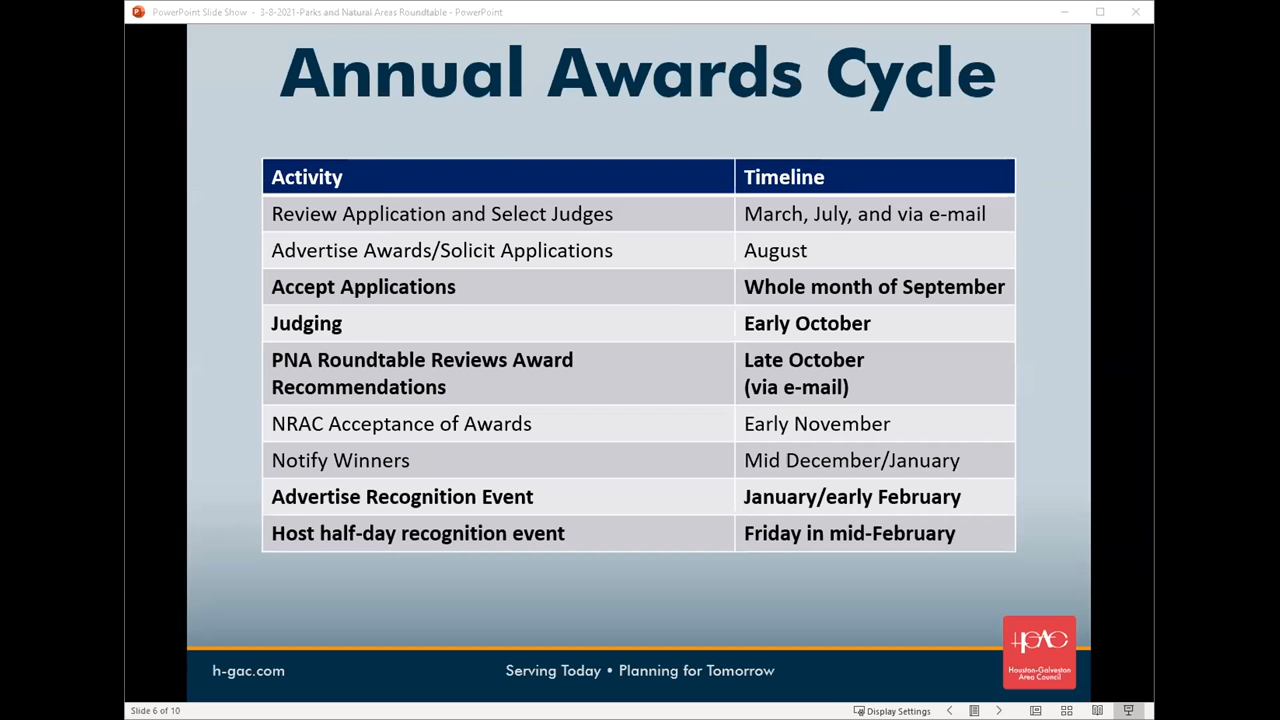 PowerPoint Slide Show - 3-8-2021-Parks and Natural Areas Roundtable - PowerPoint
Annual Awards Cycle
Activity Timeline
Review Application and Select Judges March, July, and via e-mail
Advertise Awards/Solicit Applications August
Accept Applications Whole month of September
Judging Early October
PNA Roundtable Reviews Award Late October
Recommendations (via e-mail)
NRAC Acceptance of Awards Early November
Notify Winners Mid December/January
Advertise Recognition Event January/early February
Host half-day recognition event Friday in mid-February
h-gac.com Serving Today • Planning for Tomorrow
HGAC
Houston-Galveston
Area Council
Slide 6 of 10 Display Settings